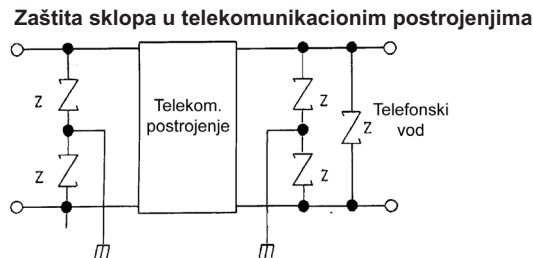 Zaštita sklopa u telekomunikacionim postrojenjima
Z
Z
Telekom.
postrojenje
Z
Z
Z
Telefonski
vod